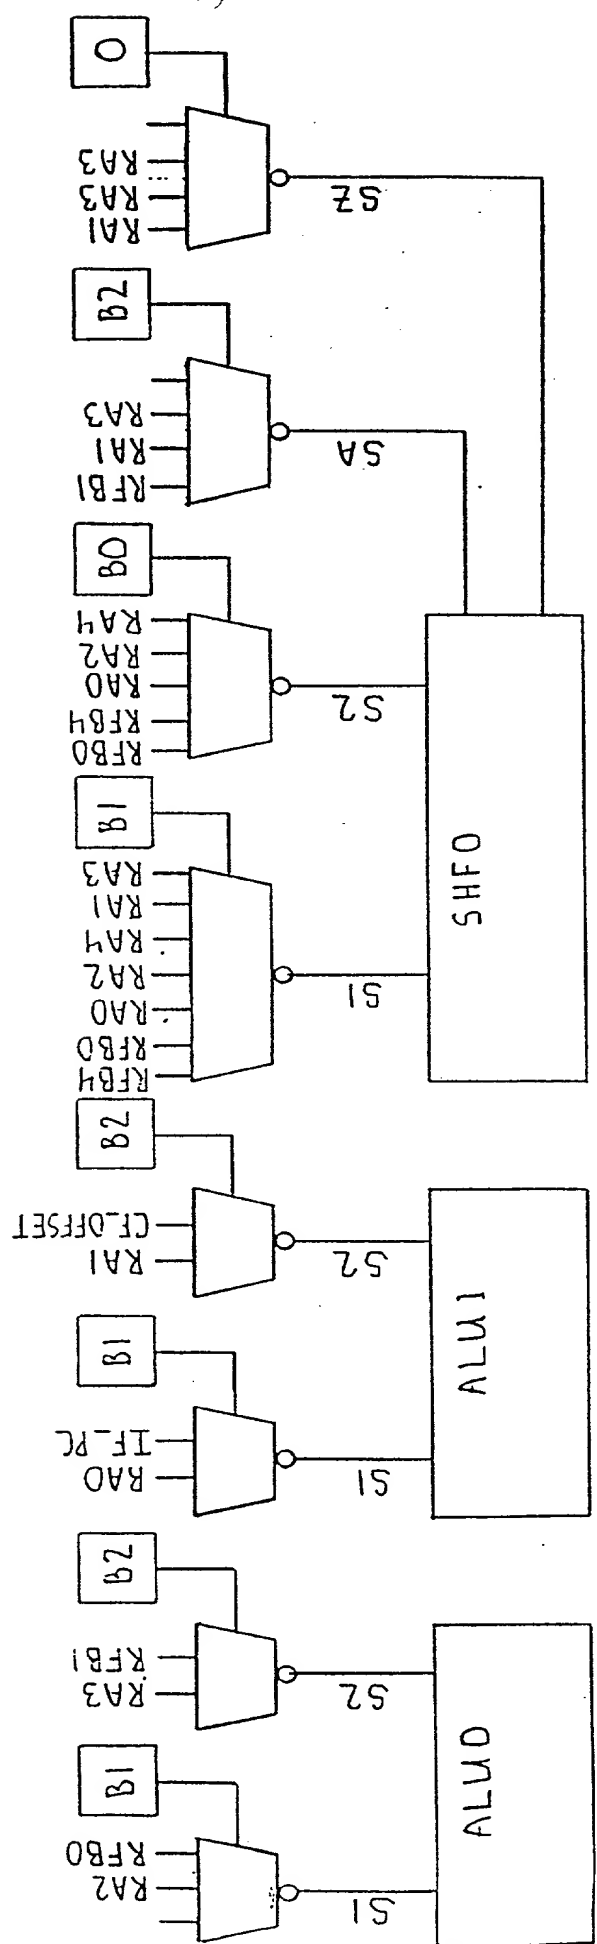 0
RA3
RA3
RA1
SZ
B2
RA3
RA1
RFB1
SA
B0
RA4
RA2
RA0
RFB4
RFB0
S2
B1
RA3
RA1
RA4
RA2
RA0
RFB0
RFB4
S1
SHF0
B2
CF_OFFSET
RA1
S2
B1
IF_PC
RA0
S1
ALU1
B2
RFB1
RA3
S2
B1
RFB0
RA2
S1
ALU0